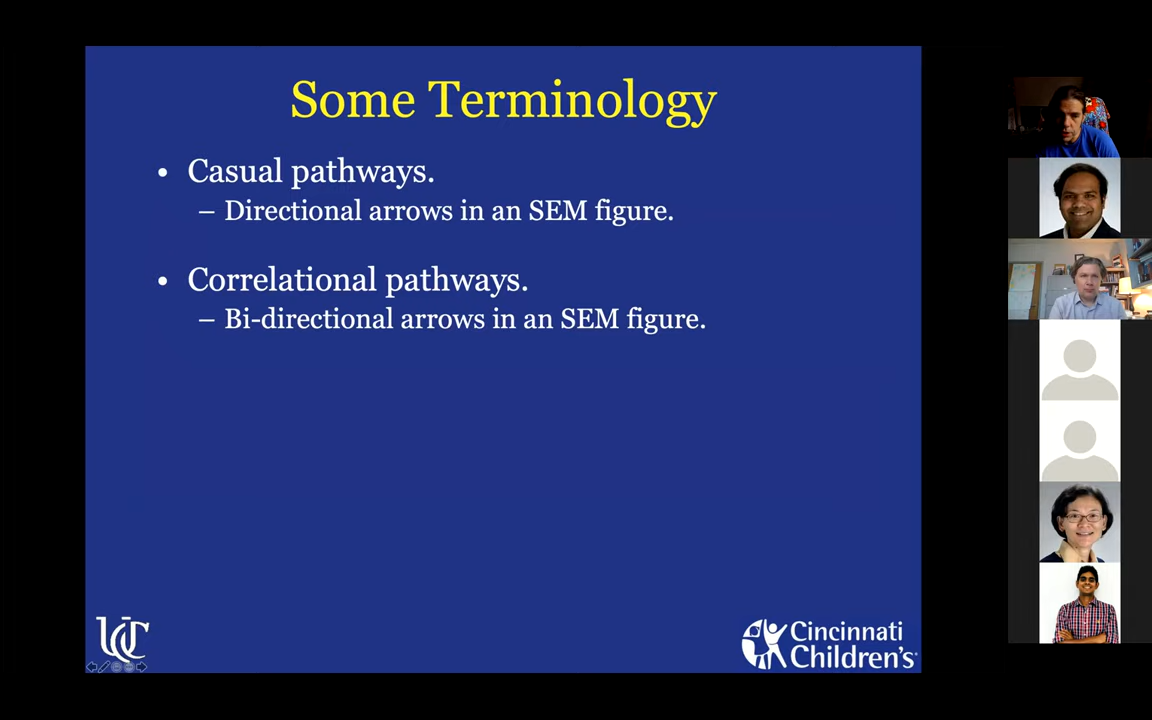 Some Terminology
• Casual pathways.
– Directional arrows in an SEM figure.
• Correlational pathways.
– Bi-directional arrows in an SEM figure.
UC
Cincinnati
Children's